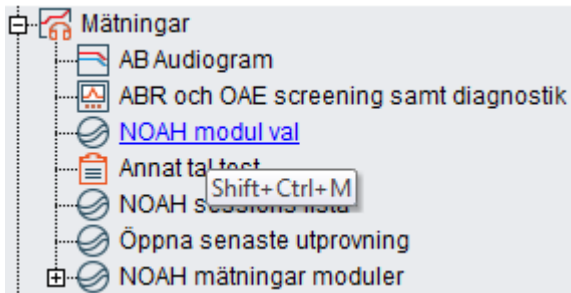 Mätningar
AB Audiogram
ABR och OAE screening samt diagnostik
NOAH modul val
Annat tal test
Shift+Ctrl+M
NOAH sessions lista
Öppna senaste utprovning
NOAH mätningar moduler